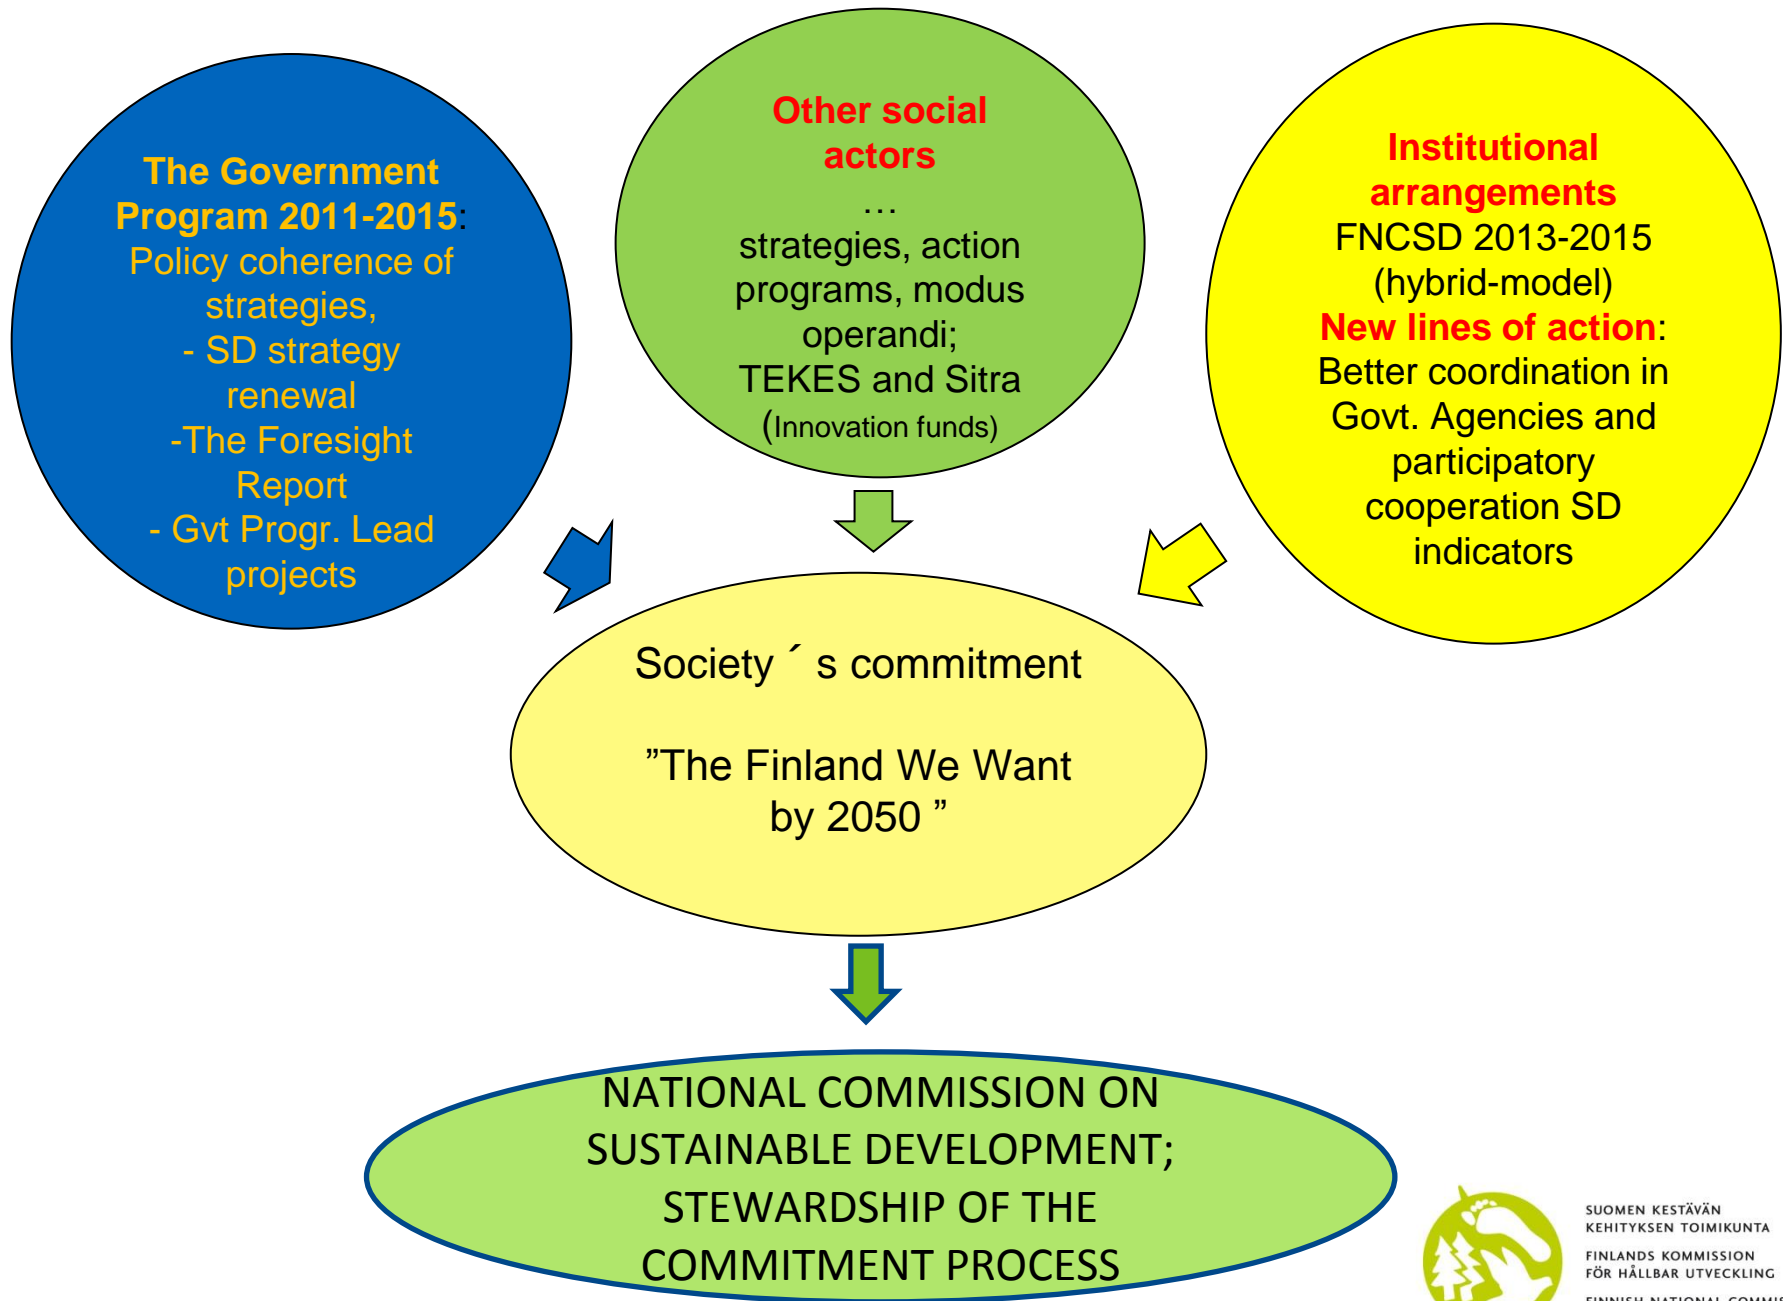 The Government
Program 2011-2015:
Policy coherence of
strategies,
- SD strategy
renewal
-The Foresight
Report
- Gvt Progr. Lead
projects
Other social
actors
…
strategies, action
programs, modus
operandi;
TEKES and Sitra
(Innovation funds)
Institutional
arrangements
FNCSD 2013-2015
(hybrid-model)
New lines of action:
Better coordination in
Govt. Agencies and
participatory
cooperation SD
indicators
Society ´ s commitment
”The Finland We Want
by 2050 ”
NATIONAL COMMISSION ON
SUSTAINABLE DEVELOPMENT;
STEWARDSHIP OF THE
COMMITMENT PROCESS
SUOMEN KESTÄVÄN
KEHITYKSEN TOIMIKUNTA
FINLANDS KOMMISSION
FÖR HÅLLBAR UTVECKLING
FINNISH NATIONAL COMMIS